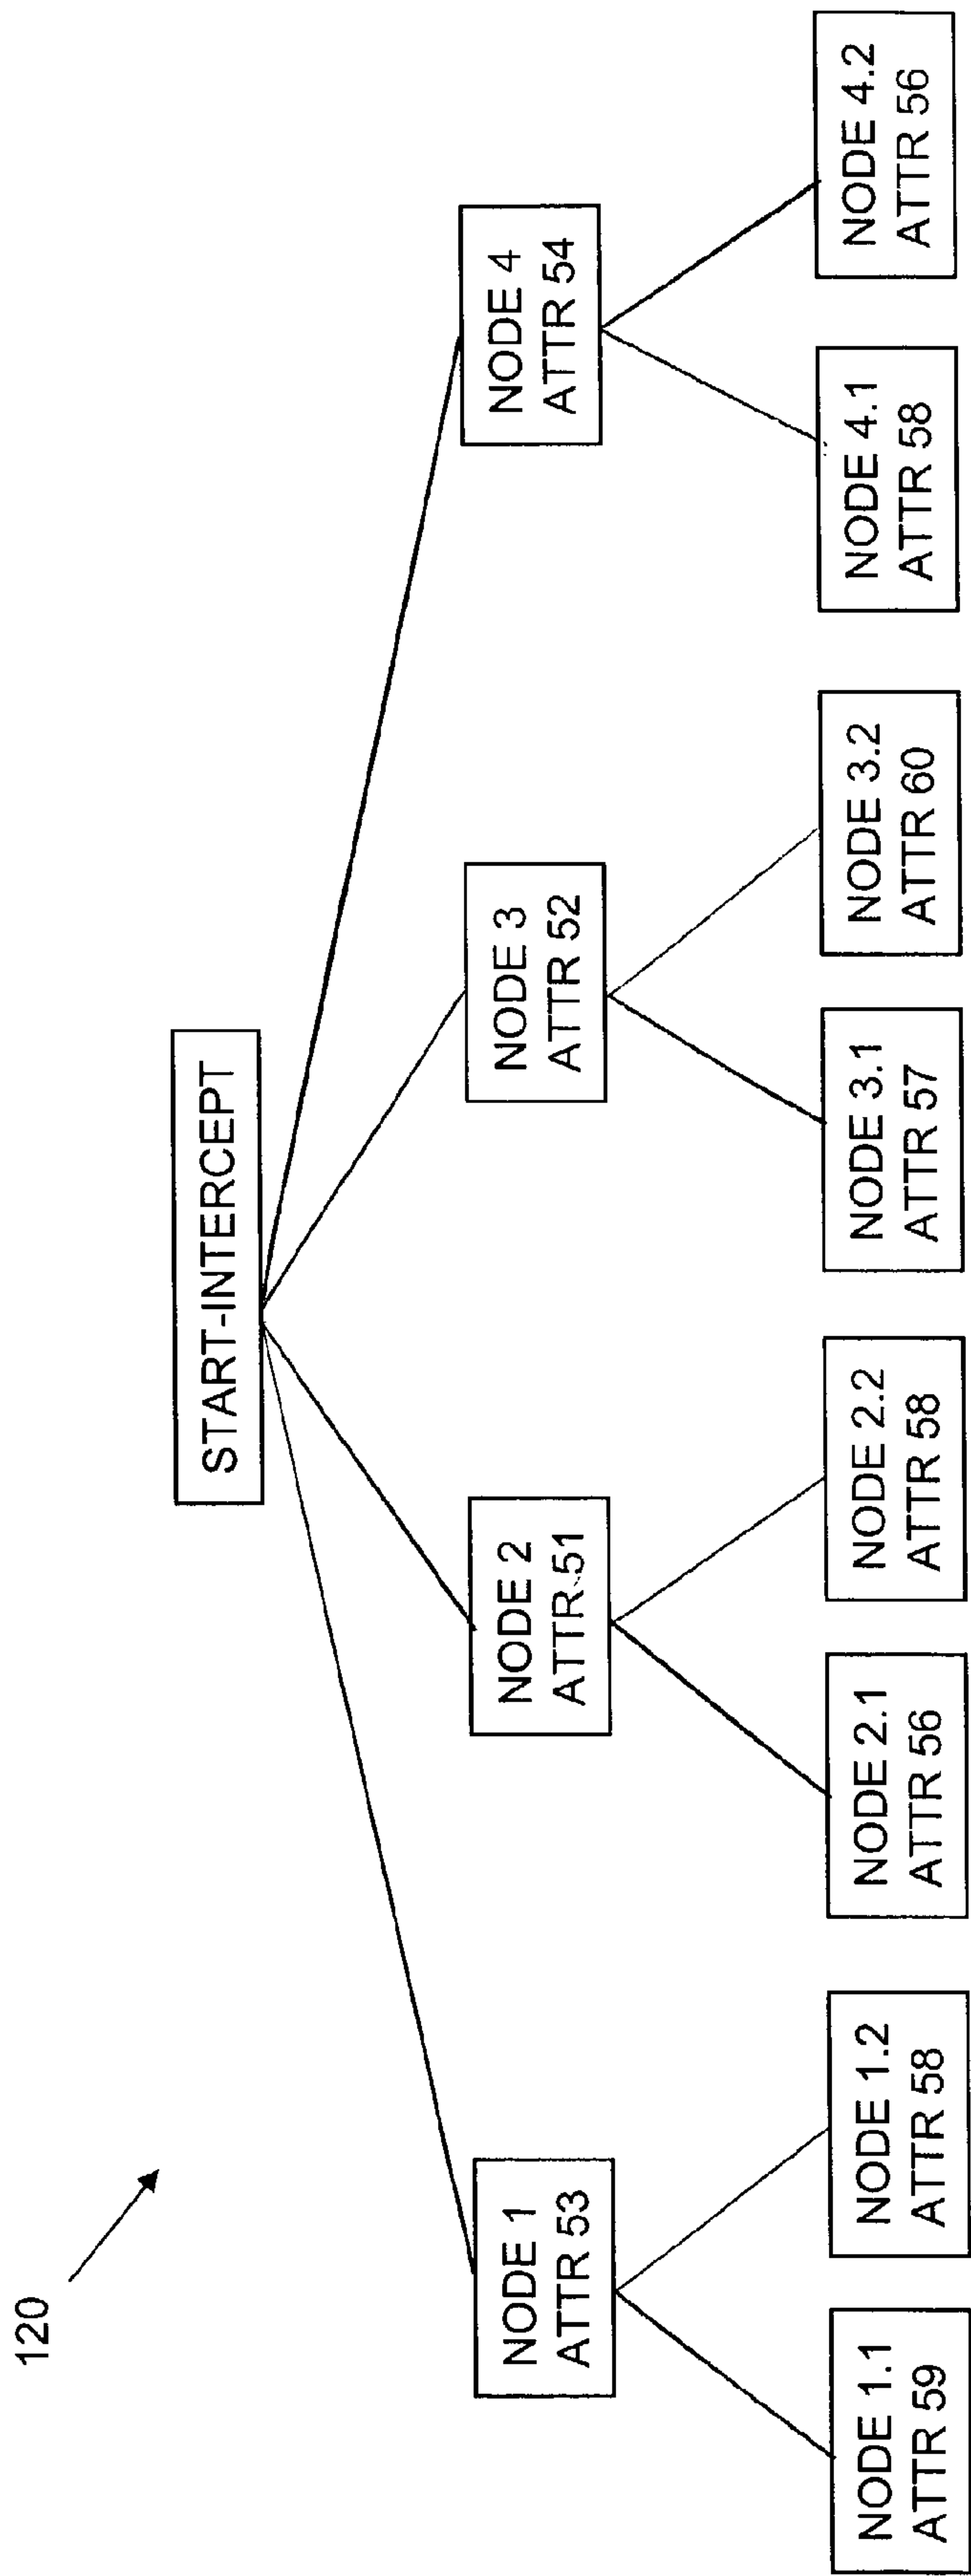 120
START-INTERCEPT
NODE 1
ATTR 53
NODE 2
ATTR 51
NODE 3
ATTR 52
NODE 4
ATTR 54
NODE 1.1
ATTR 59
NODE 1.2
ATTR 58
NODE 2.1
ATTR 56
NODE 2.2
ATTR 58
NODE 3.1
ATTR 57
NODE 3.2
ATTR 60
NODE 4.1
ATTR 58
NODE 4.2
ATTR 56